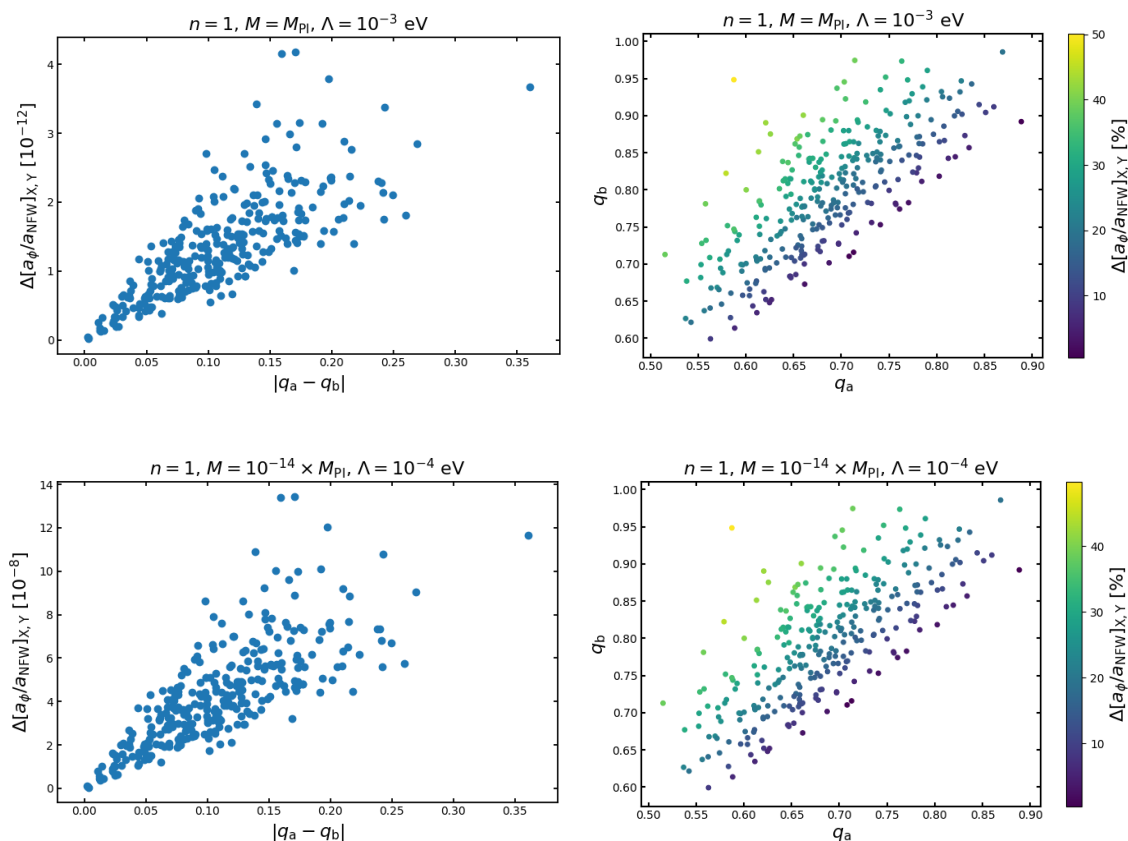 n = 1, M = M_PI, Λ = 10⁻³ eV
Δ[a_ϕ/a_NFW]_X,Y [10⁻¹²]
4
3
2
1
0
0.00 0.05 0.10 0.15 0.20 0.25 0.30 0.35
|q_a − q_b|
n = 1, M = M_PI, Λ = 10⁻³ eV
q_b
1.00
0.95
0.90
0.85
0.80
0.75
0.70
0.65
0.60
0.50 0.55 0.60 0.65 0.70 0.75 0.80 0.85 0.90
q_a
50
40
30
20
10
Δ[a_ϕ/a_NFW]_X,Y [%]
n = 1, M = 10⁻¹⁴ × M_PI, Λ = 10⁻⁴ eV
Δ[a_ϕ/a_NFW]_X,Y [10⁻⁸]
14
12
10
8
6
4
2
0
0.00 0.05 0.10 0.15 0.20 0.25 0.30 0.35
|q_a − q_b|
n = 1, M = 10⁻¹⁴ × M_PI, Λ = 10⁻⁴ eV
q_b
1.00
0.95
0.90
0.85
0.80
0.75
0.70
0.65
0.60
0.50 0.55 0.60 0.65 0.70 0.75 0.80 0.85 0.90
q_a
40
30
20
10
Δ[a_ϕ/a_NFW]_X,Y [%]